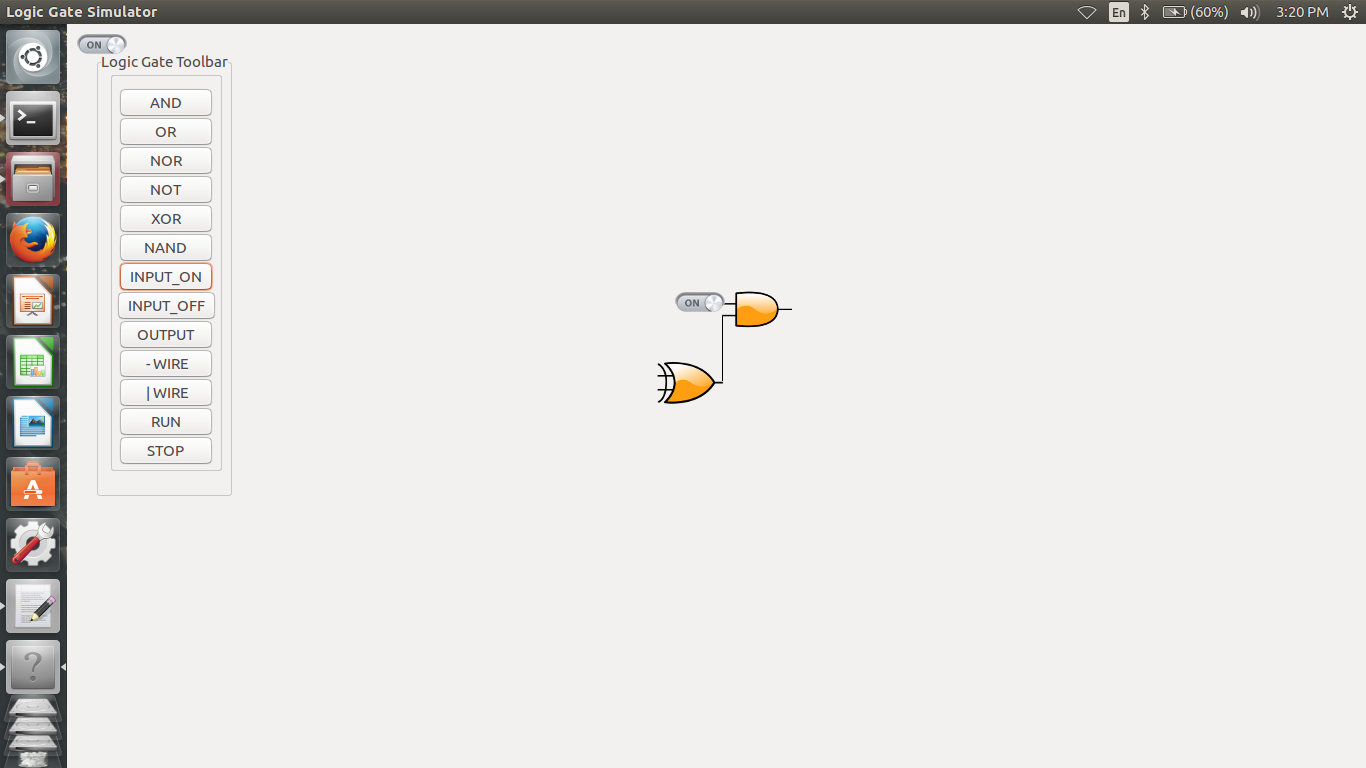 Logic Gate Simulator
En
(60%)
3:20 PM
ON
Logic Gate Toolbar
AND
OR
NOR
NOT
XOR
NAND
INPUT_ON
INPUT_OFF
OUTPUT
- WIRE
| WIRE
RUN
STOP
ON